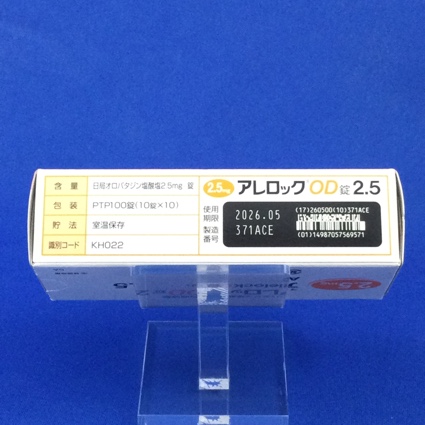 含 量 日局オロパタジン塩酸塩2.5mg 錠
包 装 PTP100錠(10錠×10)
貯 法 室温保存
識別コード KH022
2.5mg アレロック OD錠 2.5
使用期限 2026.05
製造番号 371ACE
(17)260500(10)371ACE
(01)14987057569571